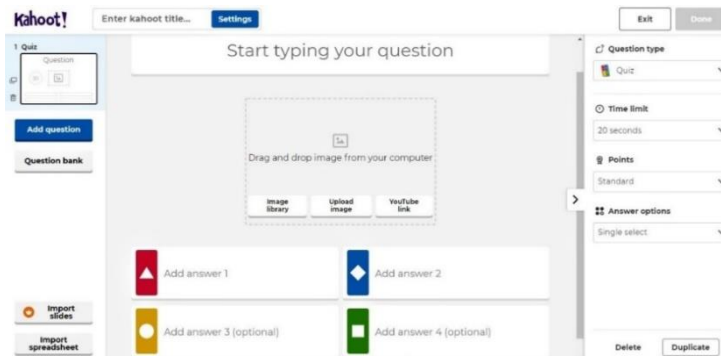 Kahoot!
Enter kahoot title...
Settings
Exit
Done
1 Quiz
Question
Add question
Question bank
Import
slides
Import
spreadsheet
Start typing your question
Drag and drop image from your computer
Image
library
Upload
image
YouTube
link
Add answer 1
Add answer 2
Add answer 3 (optional)
Add answer 4 (optional)
Question type
Quiz
Time limit
20 seconds
Points
Standard
Answer options
Single select
Delete
Duplicate